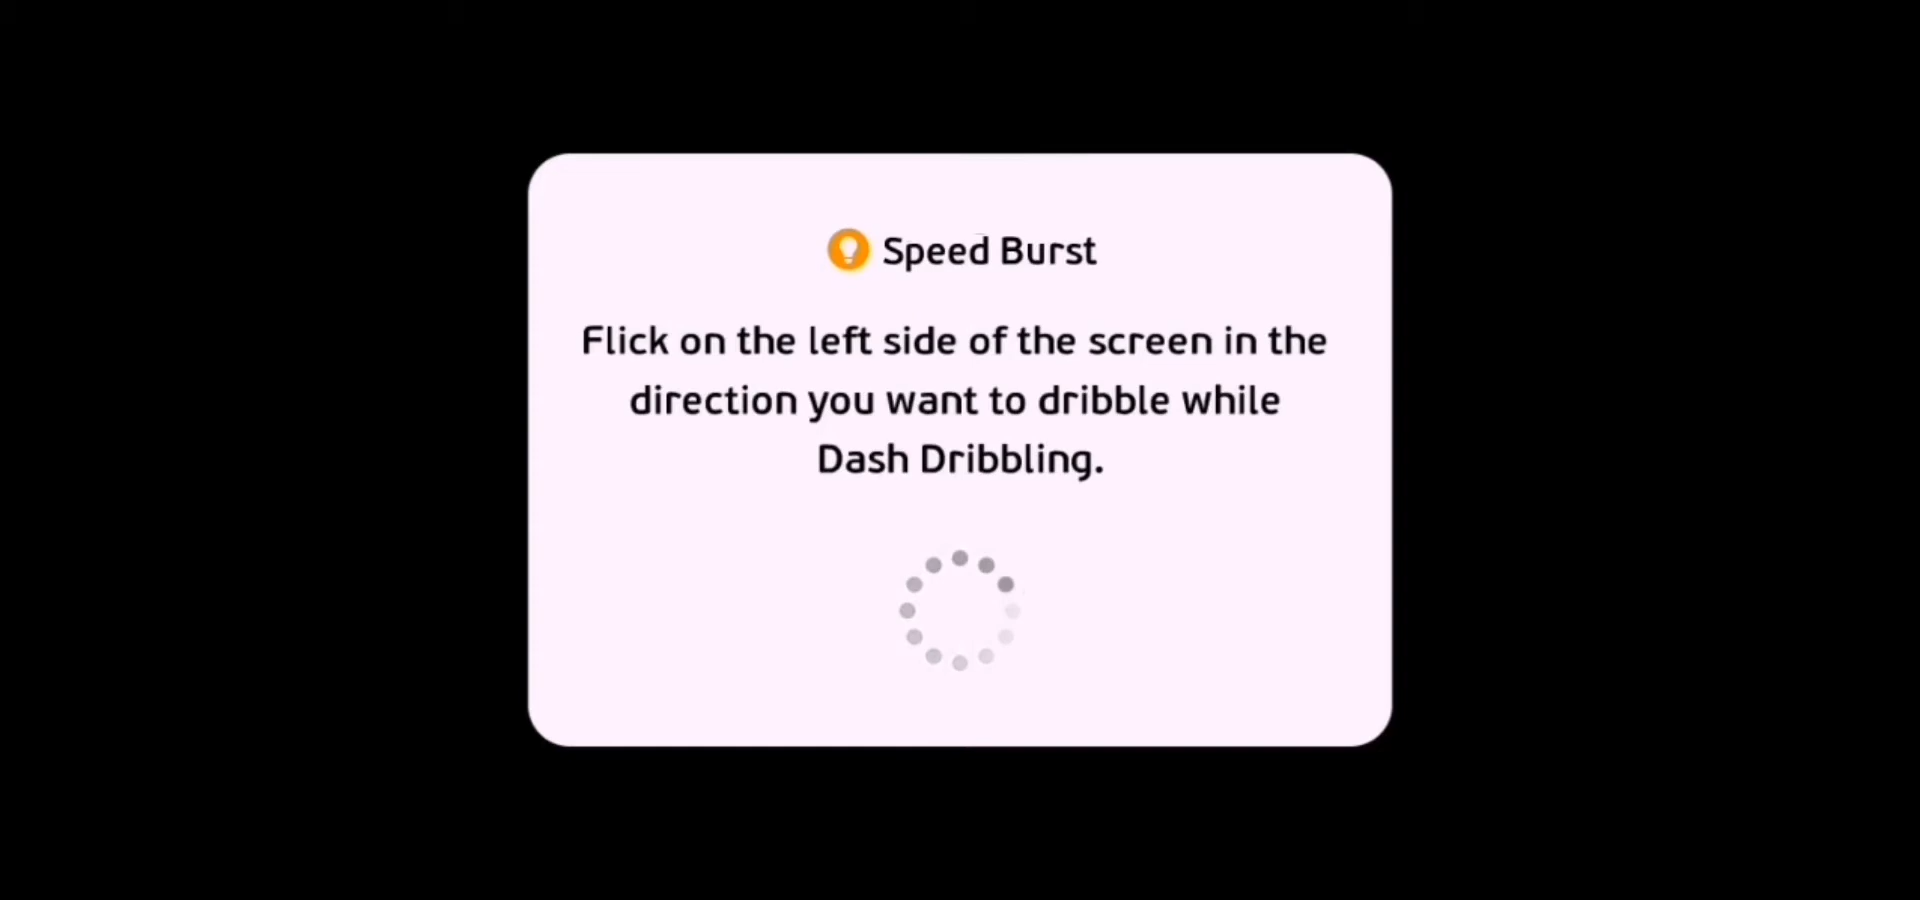 Speed Burst
Flick on the left side of the screen in the
direction you want to dribble while
Dash Dribbling.